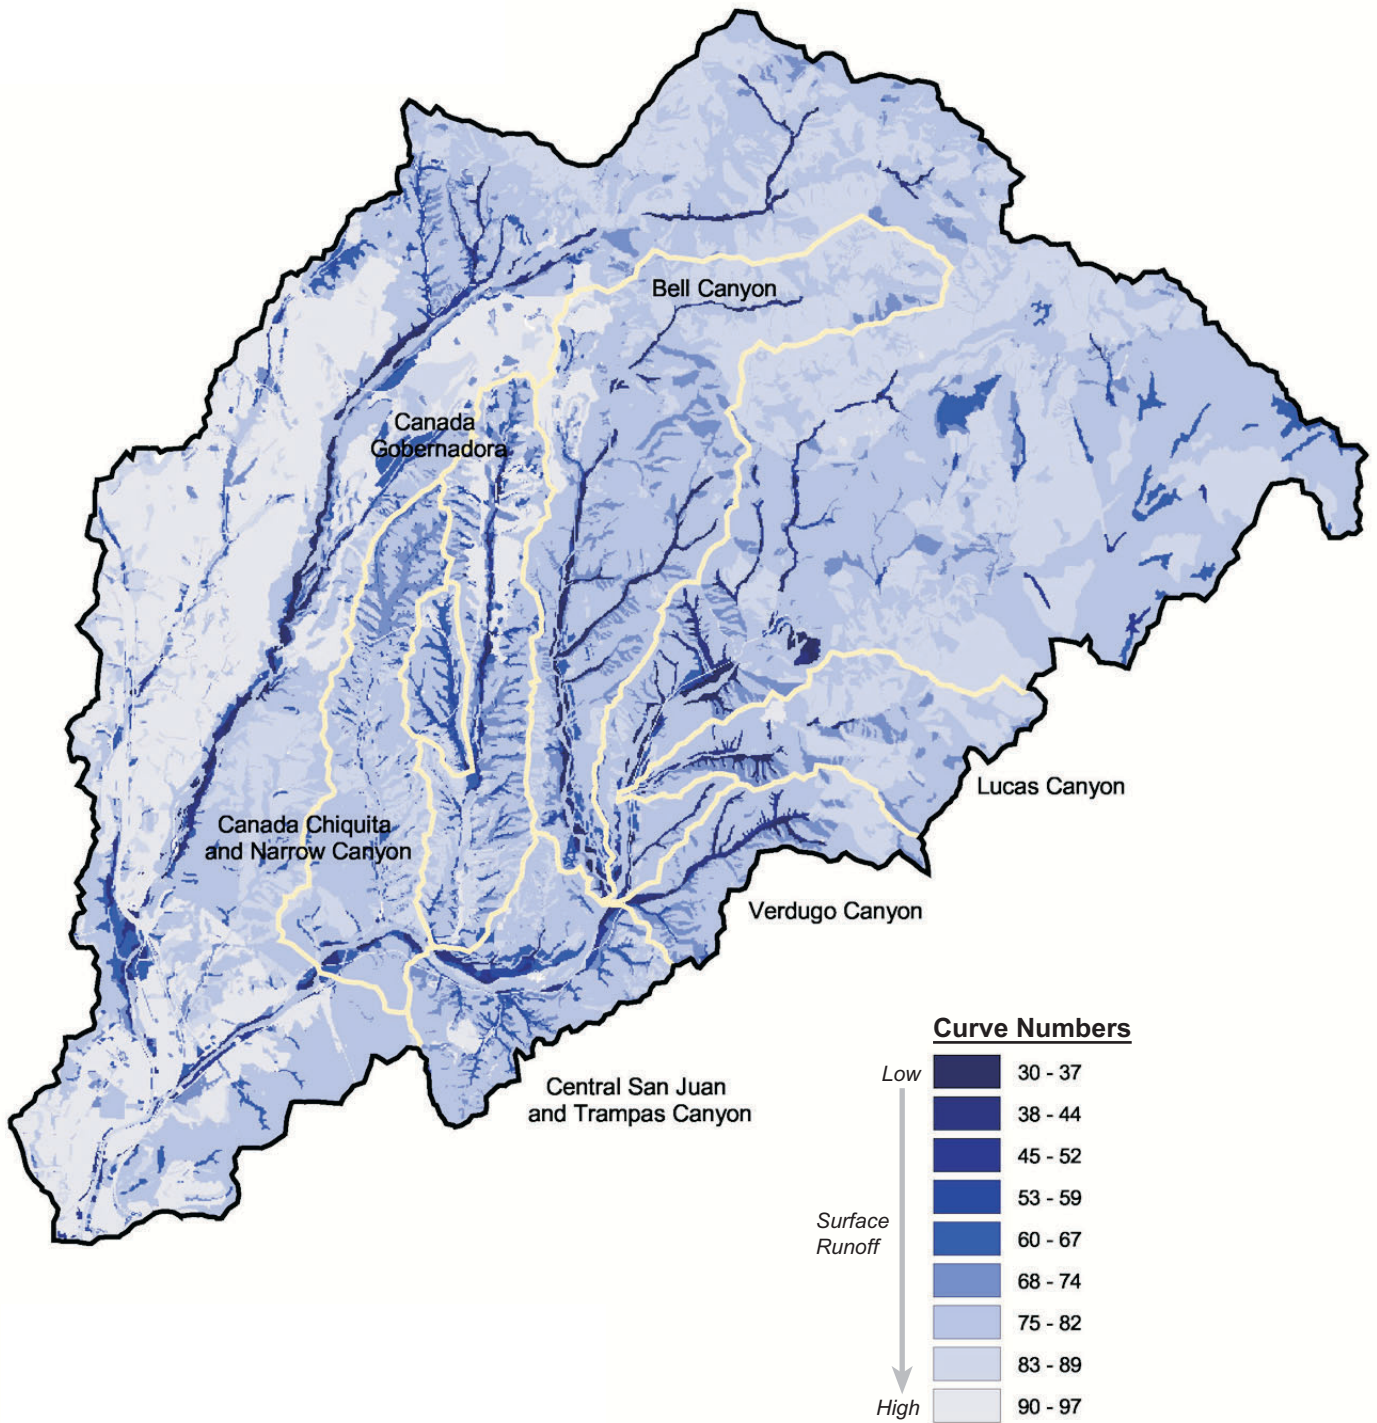 Bell Canyon
Canada
Gobernadora
Canada Chiquita
and Narrow Canyon
Lucas Canyon
Verdugo Canyon
Central San Juan
and Trampas Canyon
Curve Numbers
Low
30 - 37
38 - 44
45 - 52
53 - 59
Surface
Runoff
60 - 67
68 - 74
75 - 82
83 - 89
High
90 - 97